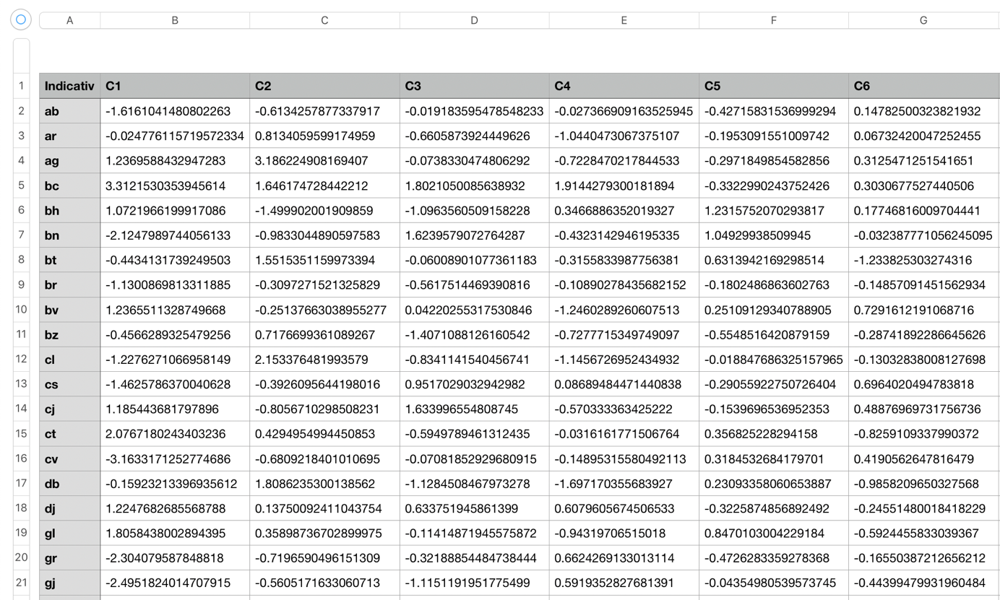 A B C D E F G
1 Indicativ C1 C2 C3 C4 C5 C6
2 ab -1.6161041480802263 -0.6134257877337917 -0.019183595478548233 -0.027366909163525945 -0.42715831536999294 0.14782500323821932
3 ar -0.024776115719572334 0.8134059599174959 -0.6605873924449626 -1.0440473067375107 -0.1953091551009742 0.06732420047252455
4 ag 1.2369588432947283 3.186224908169407 -0.0738330474806292 -0.7228470217844533 -0.2971849854582856 0.3125471251541651
5 bc 3.3121530353945614 1.646174728442212 1.8021050085638932 1.9144279300181894 -0.3322990243752426 0.3030677527440506
6 bh 1.0721966199917086 -1.499902001909859 -1.0963560509158228 0.3466886352019327 1.2315752070293817 0.17746816009704441
7 bn -2.1247989744056133 -0.9833044890597583 1.6239579072764287 -0.4323142946195335 1.04929938509945 -0.032387771056245095
8 bt -0.4434131739249503 1.5515351159973394 -0.06008901077361183 -0.3155833987756381 0.6313942169298514 -1.233825303274316
9 br -1.1300869813311885 -0.3097271521325829 -0.5617514469390816 -0.10890278435682152 -0.1802486863602763 -0.14857091451562934
10 bv 1.2365511328749668 -0.25137663038955277 0.04220255317530846 -1.2460289260607513 0.25109129340788905 0.7291612191068716
11 bz -0.4566289325479256 0.7176699361089267 -1.4071088126160542 -0.7277715349749097 -0.5548516420879159 -0.28741892286645626
12 cl -1.2276271066958149 2.153376481993579 -0.8341141540456741 -1.1456726952434932 -0.018847686325157965 -0.13032838008127698
13 cs -1.4625786370040628 -0.3926095644198016 0.9517029032942982 0.08689484471440838 -0.29055922750726404 0.6964020494783818
14 cj 1.185443681797896 -0.8056710298508231 1.633996554808745 -0.570333363425222 -0.1539696536952353 0.48876969731756736
15 ct 2.0767180243403236 0.4294954994450853 -0.5949789461312435 -0.0316161771506764 0.356825228294158 -0.8259109337990372
16 cv -3.1633171252774686 -0.6809218401010695 -0.07081852929680915 -0.14895315580492113 0.3184532684179701 0.4190562647816479
17 db -0.15923213396935612 1.8086235300138562 -1.1284508467973278 -1.697170355683927 0.23093358060653887 -0.9858209650327568
18 dj 1.2247682685568788 0.13750092411043754 0.633751945861399 0.6079605674506533 -0.3225874856892492 -0.24551480018418229
19 gl 1.8058438002894395 0.35898736702899975 -0.11414871945575872 -0.94319706515018 0.8470103004229184 -0.5924455833039367
20 gr -2.304079587848818 -0.7196590496151309 -0.32188854484738444 0.6624269133013114 -0.4726283359278368 -0.16550387212656212
21 gj -2.4951824014707915 -0.5605171633060713 -1.1151191951775499 0.5919352827681391 -0.04354980539573745 -0.44399479931960484